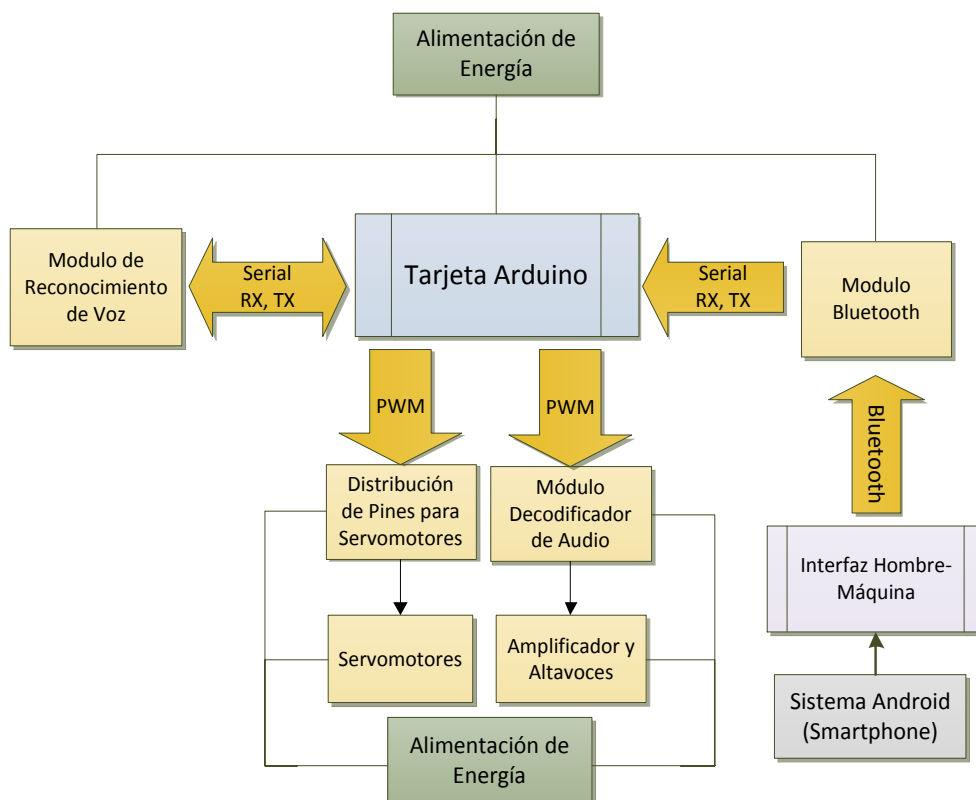 Alimentación de
Energía
Modulo de
Reconocimiento
de Voz
Serial
RX, TX
Tarjeta Arduino
Serial
RX, TX
Modulo
Bluetooth
PWM
PWM
Bluetooth
Distribución
de Pines para
Servomotores
Módulo
Decodificador
de Audio
Interfaz Hombre-
Máquina
Servomotores
Amplificador y
Altavoces
Sistema Android
(Smartphone)
Alimentación de
Energía